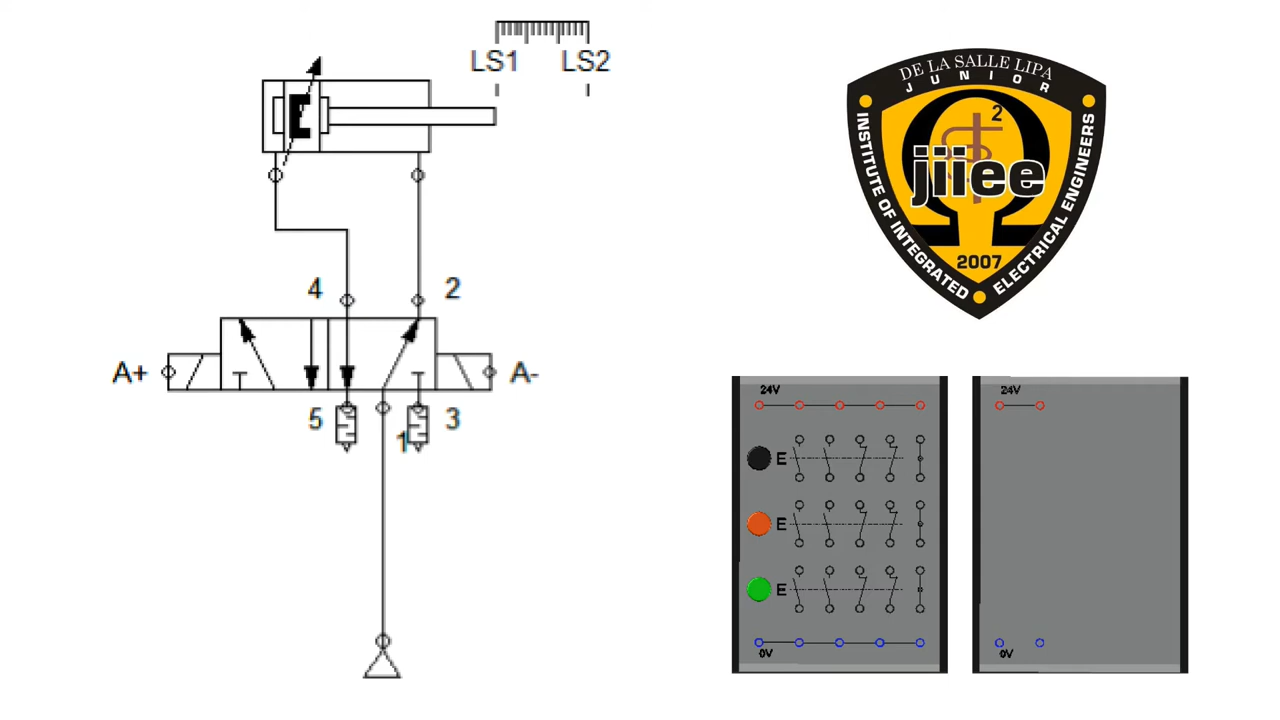 LS1 LS2
4 2
A+ A-
5 1 3
DE LA SALLE LIPA
JUNIOR
2
jiiee
INSTITUTE OF INTEGRATED
ELECTRICAL ENGINEERS
2007
24V
E
E
E
0V
24V
0V